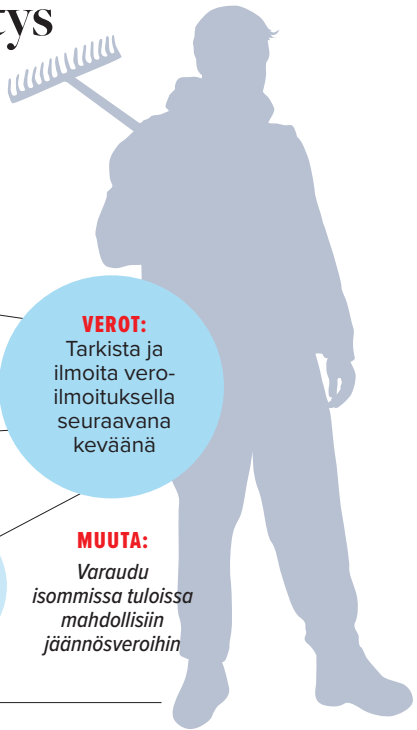 VEROT:
Tarkista ja
ilmoita vero-
ilmoituksella
seuraavana
keväänä
MUUTA:
Varaudu
isommissa tuloissa
mahdollisiin
jäännösveroihin